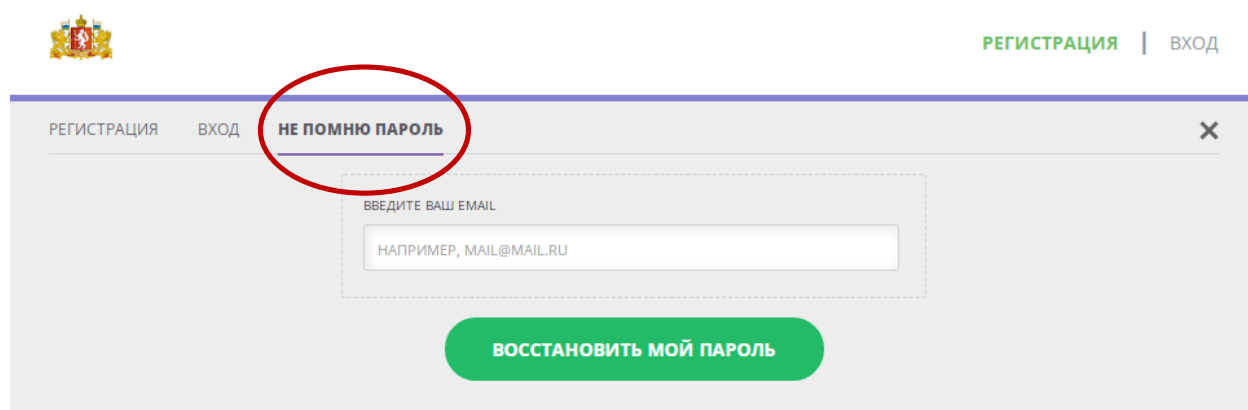 РЕГИСТРАЦИЯ | ВХОД
РЕГИСТРАЦИЯ ВХОД НЕ ПОМНЮ ПАРОЛЬ
ВВЕДИТЕ ВАШ EMAIL
НАПРИМЕР, MAIL@MAIL.RU
ВОССТАНОВИТЬ МОЙ ПАРОЛЬ